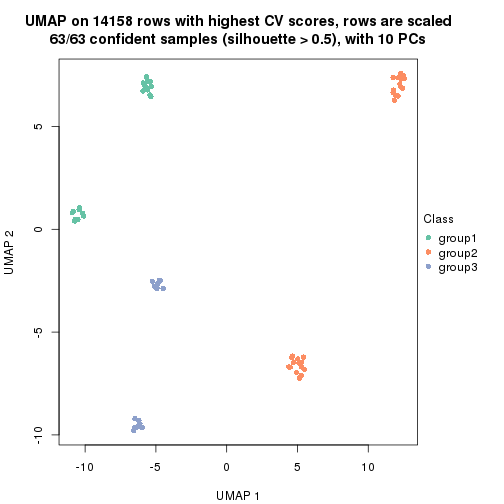 UMAP on 14158 rows with highest CV scores, rows are scaled
63/63 confident samples (silhouette > 0.5), with 10 PCs
5
0
-5
-10
UMAP 2
Class
group1
group2
group3
-10
-5
0
5
10
UMAP 1